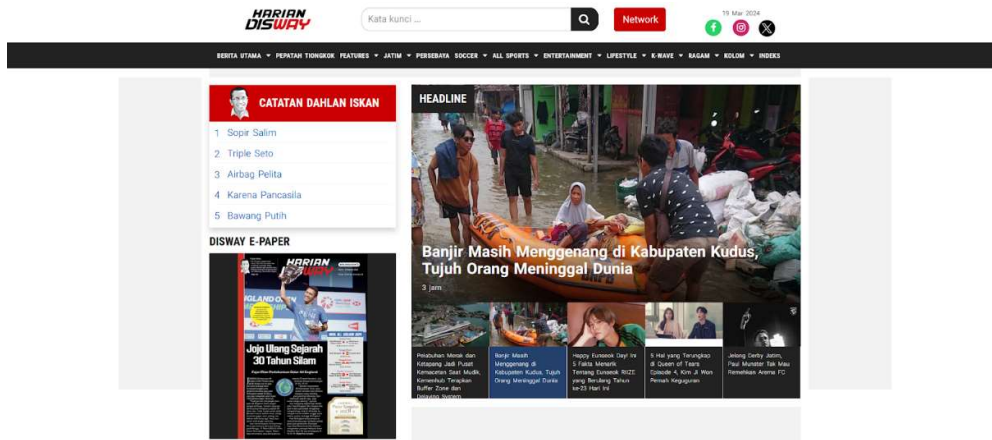 HARIAN
DISWAY
Kata kunci ...
Network
19 Mar 2024
BERITA UTAMA PEPATAH TIONGKOK FEATURES JATIM PERSEBAYA SOCCER ALL SPORTS ENTERTAINMENT LIFESTYLE K-WAVE RAGAM KOLOM INDEKS
CATATAN DAHLAN ISKAN
1 Sopir Salim
2 Triple Seto
3 Airbag Pelita
4 Karena Pancasila
5 Bawang Putih
DISWAY E-PAPER
HARIAN
DISWAY
Jojo Ulang Sejarah
30 Tahun Silam
HEADLINE
Banjir Masih Menggenang di Kabupaten Kudus,
Tujuh Orang Meninggal Dunia
3 jam
Pelabuhan Merak dan
Ketapang Jadi Pusat
Kemacetan Saat Mudik,
Kemenhub Terapkan
Buffer Zone dan
Delaying System
Banjir Masih
Menggenang di
Kabupaten Kudus, Tujuh
Orang Meninggal Dunia
Happy Eunseok Day! Ini
5 Fakta Menarik
Tentang Eunseok RIIZE
yang Berulang Tahun
ke-23 Hari Ini
5 Hal yang Terungkap
di Queen of Tears
Episode 4, Kim Ji Won
Pernah Keguguran
Jelang Derby Jatim,
Paul Munster Tak Mau
Remehkan Arema FC